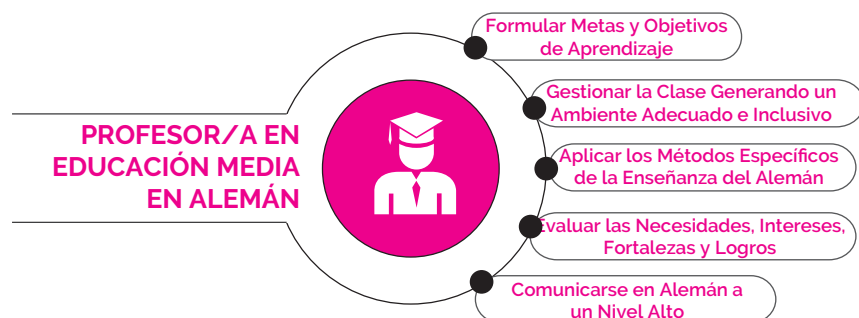 PROFESOR/A EN
EDUCACIÓN MEDIA
EN ALEMÁN
Formular Metas y Objetivos
de Aprendizaje
Gestionar la Clase Generando un
Ambiente Adecuado e Inclusivo
Aplicar los Métodos Específicos
de la Enseñanza del Alemán
Evaluar las Necesidades, Intereses,
Fortalezas y Logros
Comunicarse en Alemán a
un Nivel Alto